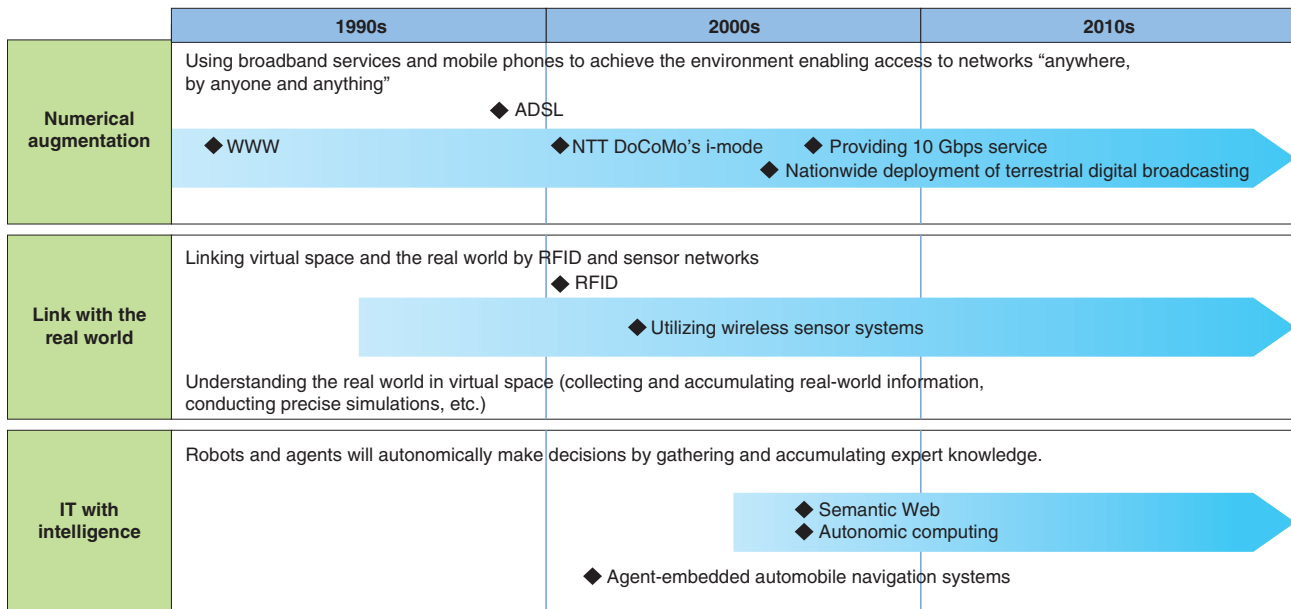 1990s 2000s 2010s
Numerical
augmentation
Using broadband services and mobile phones to achieve the environment enabling access to networks “anywhere,
by anyone and anything”
ADSL
WWW NTT DoCoMo’s i-mode Providing 10 Gbps service
Nationwide deployment of terrestrial digital broadcasting
Link with the
real world
Linking virtual space and the real world by RFID and sensor networks
RFID
Utilizing wireless sensor systems
Understanding the real world in virtual space (collecting and accumulating real-world information,
conducting precise simulations, etc.)
IT with
intelligence
Robots and agents will autonomically make decisions by gathering and accumulating expert knowledge.
Semantic Web
Autonomic computing
Agent-embedded automobile navigation systems